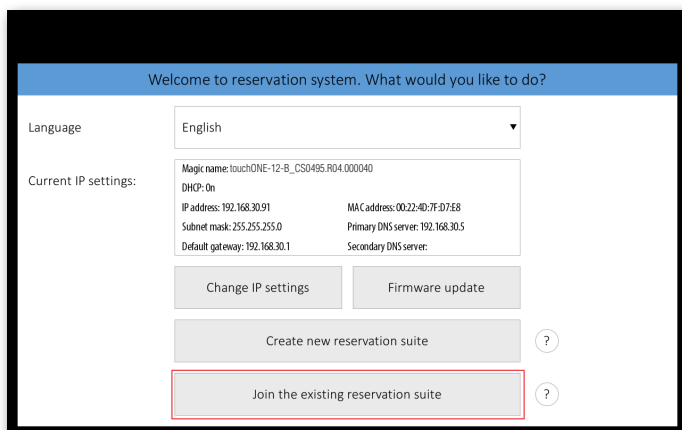 Welcome to reservation system. What would you like to do?
Language
English
Current IP settings:
Magic name: touchONE-12-B_CS0495.R04.000040
DHCP: On
IP address: 192.168.30.91
MAC address: 00:22:4D:7F:D7:E8
Subnet mask: 255.255.255.0
Primary DNS server: 192.168.30.5
Default gateway: 192.168.30.1
Secondary DNS server:
Change IP settings
Firmware update
Create new reservation suite
?
Join the existing reservation suite
?